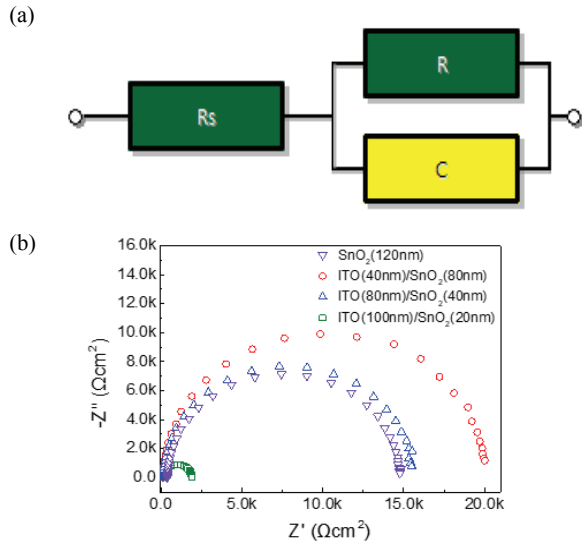 (a)
Rs
R
C
(b)
16.0k
14.0k
12.0k
10.0k
8.0k
6.0k
4.0k
2.0k
0.0
-Z'' (Ωcm²)
SnO₂(120nm)
ITO(40nm)/SnO₂(80nm)
ITO(80nm)/SnO₂(40nm)
ITO(100nm)/SnO₂(20nm)
0.0 5.0k 10.0k 15.0k 20.0k
Z' (Ωcm²)